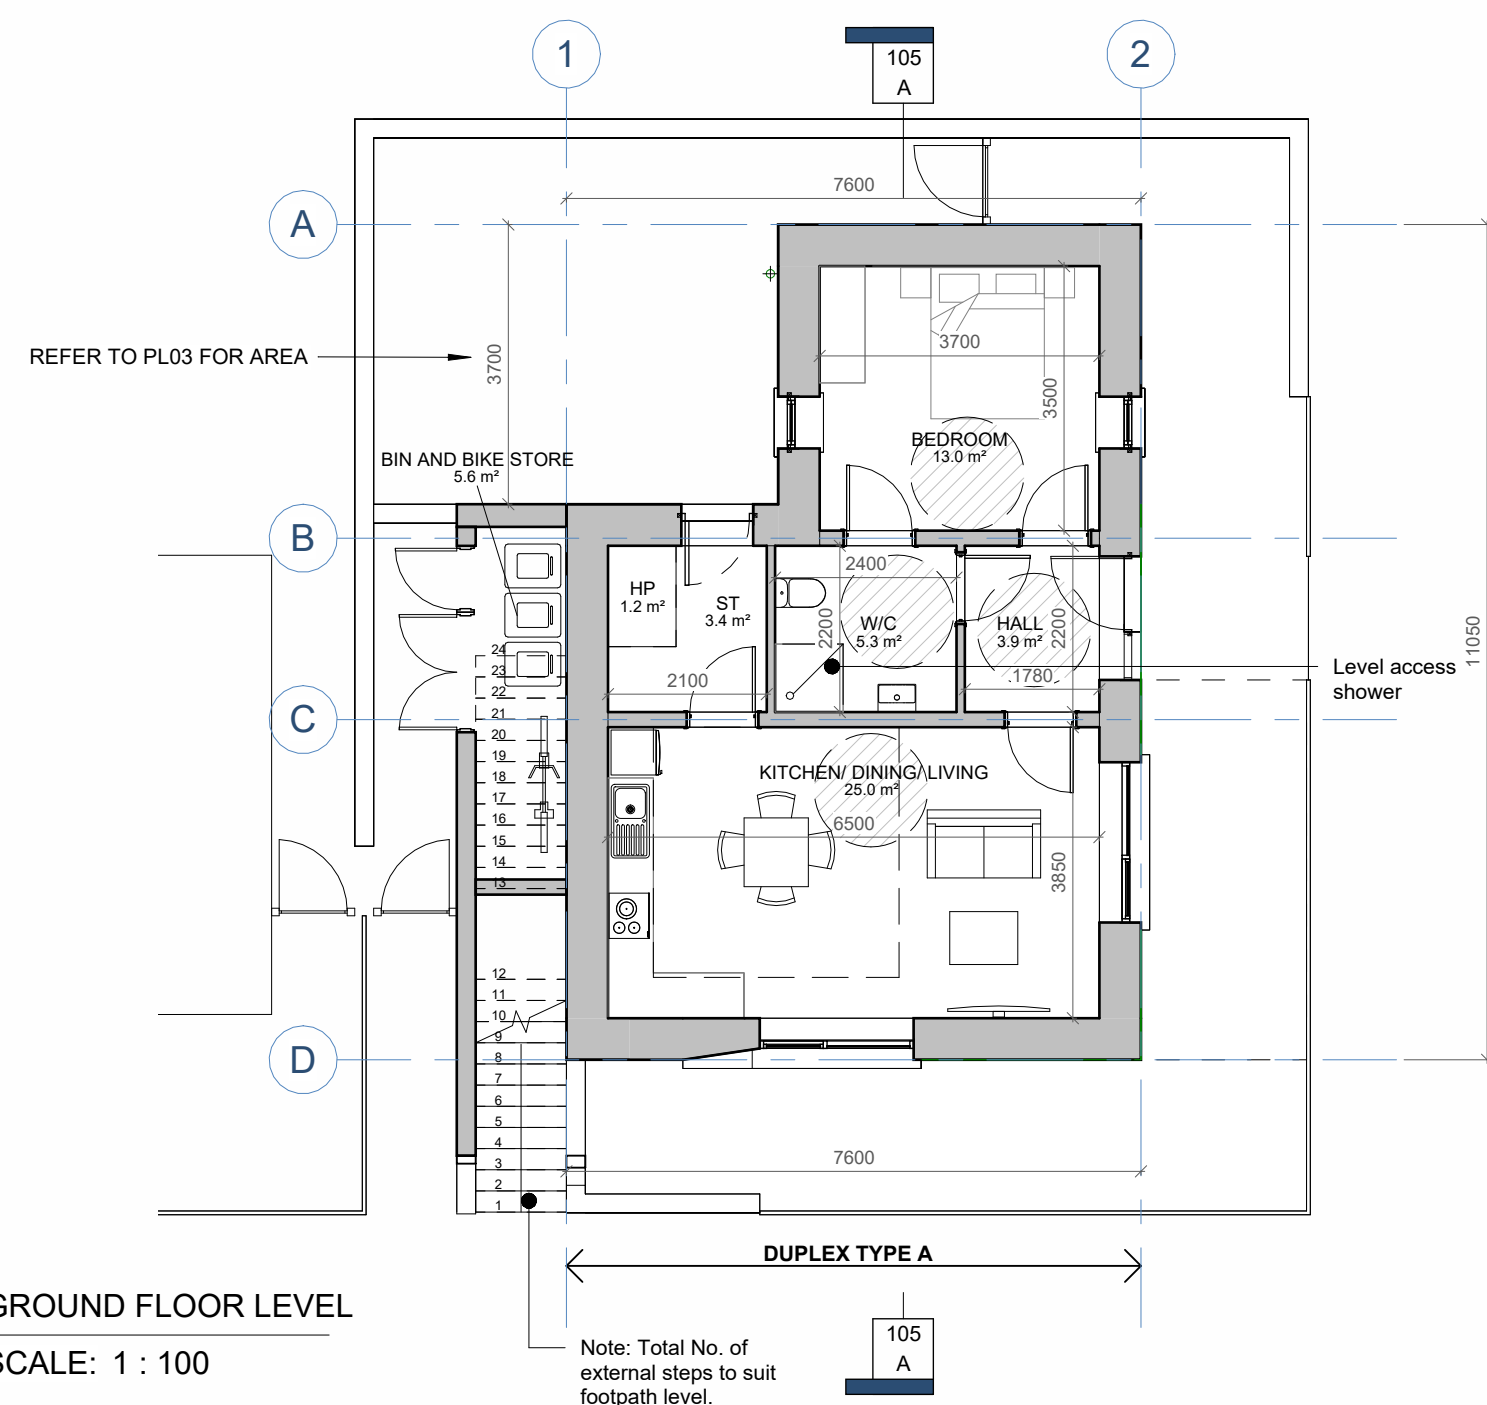 1
2
105
A
7600
A
REFER TO PL03 FOR AREA
3700
3700
3500
BEDROOM
13.0 m²
BIN AND BIKE STORE
5.6 m²
B
HP
1.2 m²
ST
3.4 m²
2400
2200
W/C
5.3 m²
HALL
3.9 m²
2200
11050
2100
1780
Level access
shower
C
24
23
22
21
20
19
18
17
16
15
14
13
KITCHEN/ DINING/ LIVING
25.0 m²
6500
3850
12
11
10
9
8
7
6
5
4
3
2
1
D
7600
DUPLEX TYPE A
GROUND FLOOR LEVEL
SCALE: 1 : 100
Note: Total No. of
external steps to suit
footpath level.
105
A